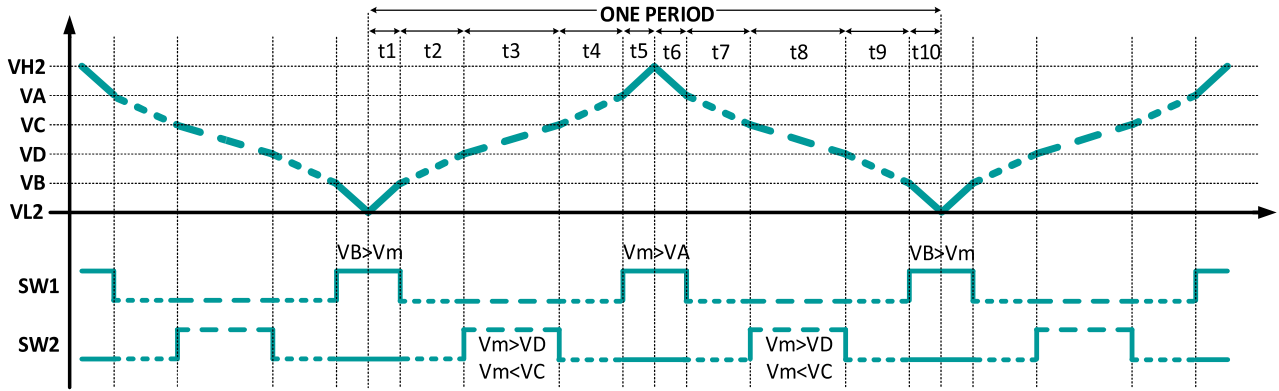 ONE PERIOD
t1 t2 t3 t4 t5 t6 t7 t8 t9 t10
VH2
VA
VC
VD
VB
VL2
VB>Vm Vm>VA VB>Vm
SW1
SW2
Vm>VD Vm>VD
Vm<VC Vm<VC